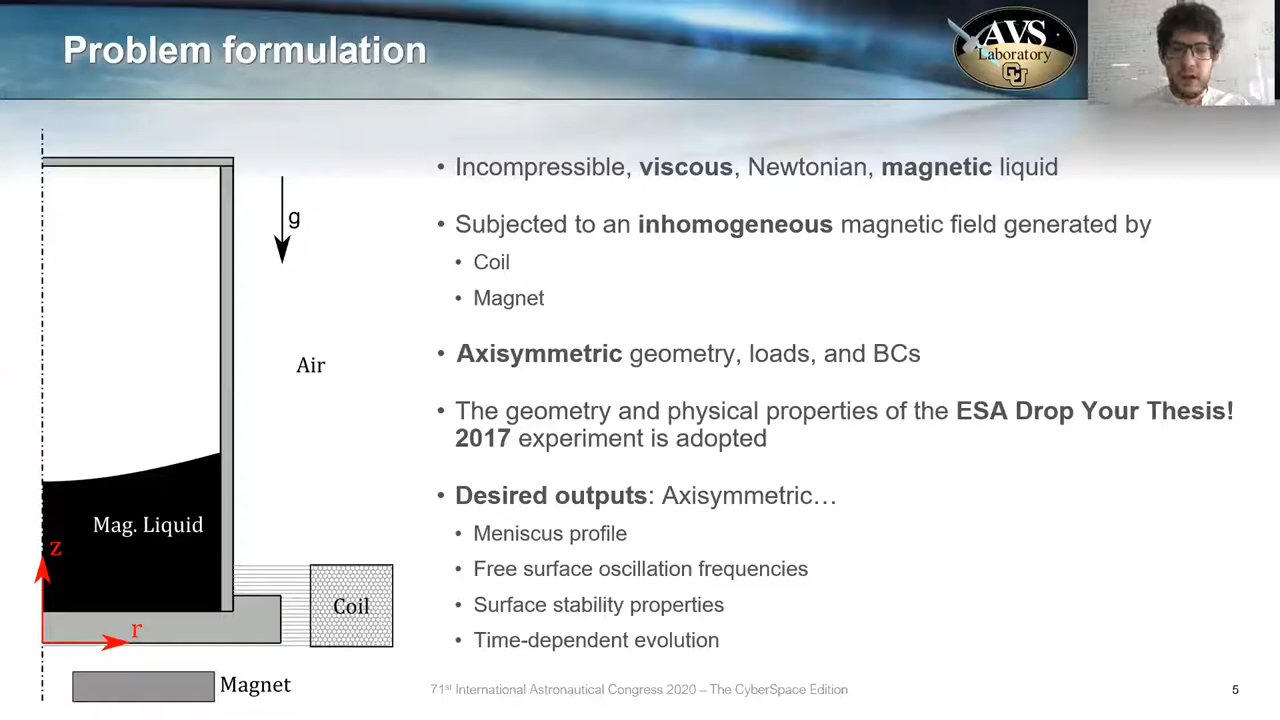 Problem formulation
AVS
Laboratory
CU
g
Air
Mag. Liquid
z
r
Coil
Magnet
• Incompressible, viscous, Newtonian, magnetic liquid
• Subjected to an inhomogeneous magnetic field generated by
• Coil
• Magnet
• Axisymmetric geometry, loads, and BCs
• The geometry and physical properties of the ESA Drop Your Thesis!
2017 experiment is adopted
• Desired outputs: Axisymmetric…
• Meniscus profile
• Free surface oscillation frequencies
• Surface stability properties
• Time-dependent evolution
71st International Astronautical Congress 2020 – The CyberSpace Edition
5